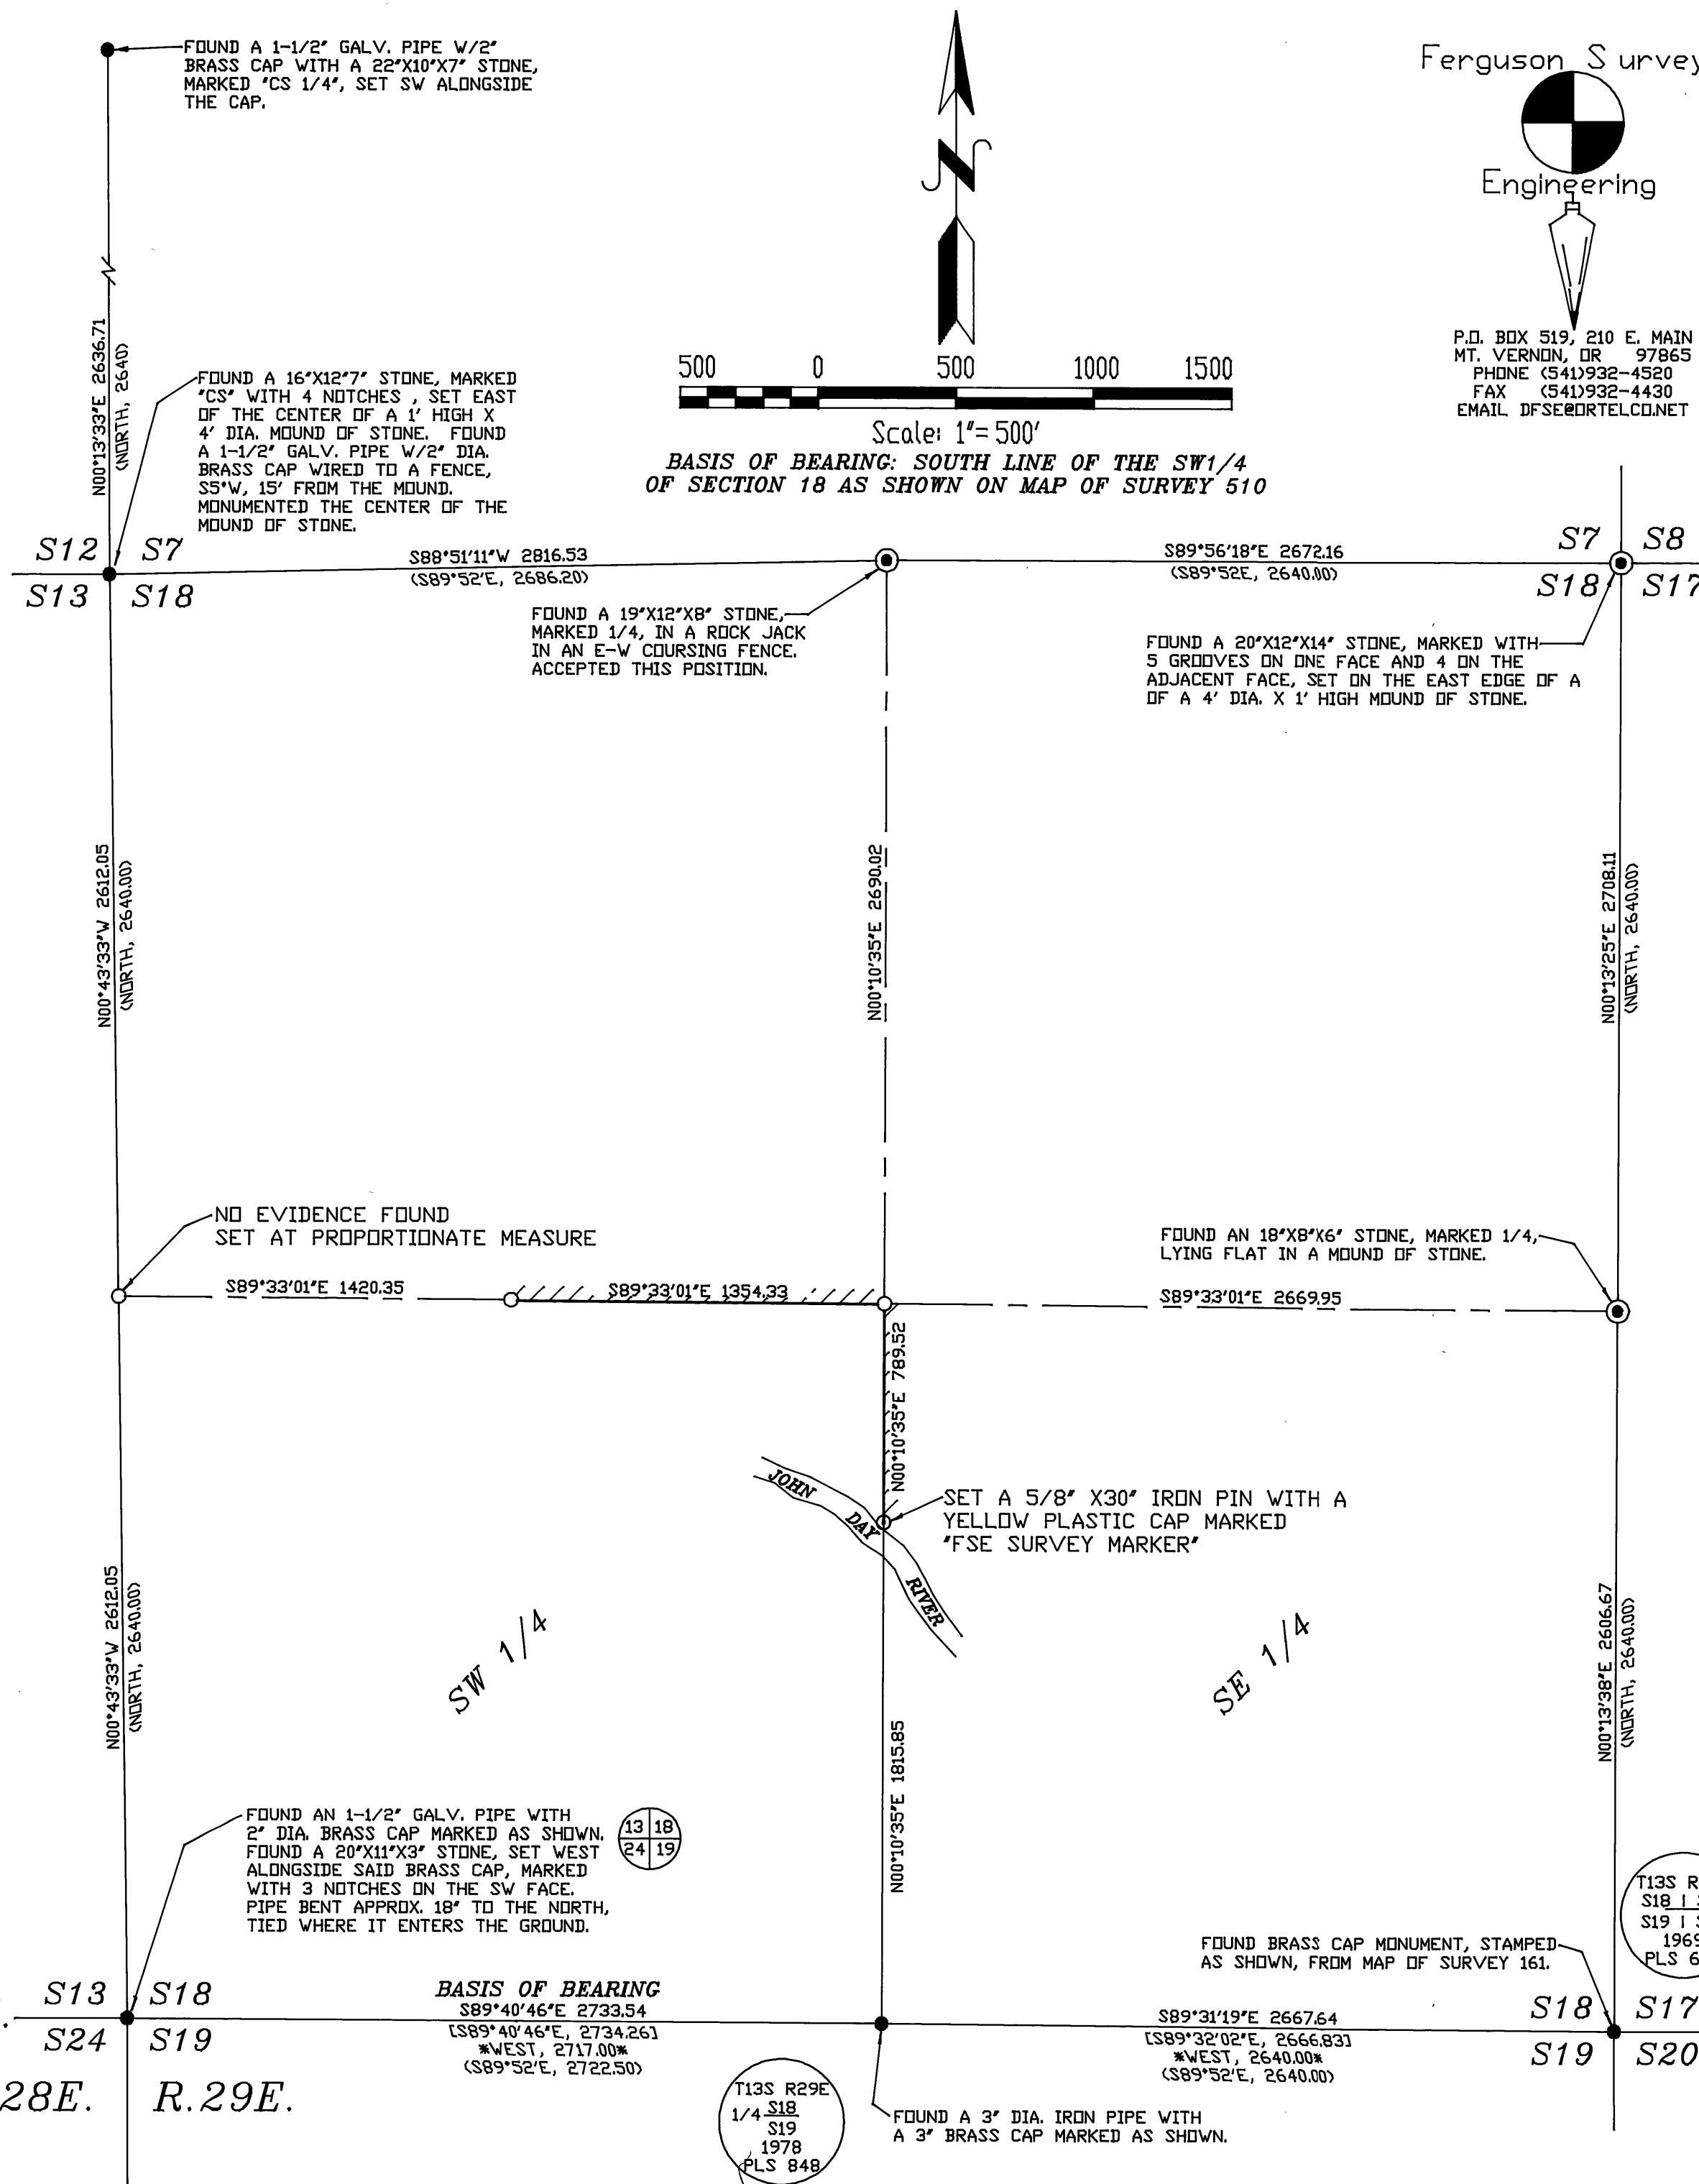 FOUND A 1-1/2" GALV. PIPE W/2"
BRASS CAP WITH A 22"X10"X7" STONE,
MARKED "CS 1/4", SET SW ALONGSIDE
THE CAP.
Ferguson Survey
Engineering
P.O. BOX 519, 210 E. MAIN
MT. VERNON, OR 97865
PHONE (541)932-4520
FAX (541)932-4430
EMAIL DFSE@ORTELCO.NET
N
500 0 500 1000 1500
Scale: 1"= 500'
BASIS OF BEARING: SOUTH LINE OF THE SW1/4
OF SECTION 18 AS SHOWN ON MAP OF SURVEY 510
N00°13'33"E 2636.71
(NORTH, 2640)
FOUND A 16"X12"7" STONE, MARKED
"CS" WITH 4 NOTCHES , SET EAST
OF THE CENTER OF A 1' HIGH X
4' DIA. MOUND OF STONE. FOUND
A 1-1/2" GALV. PIPE W/2" DIA.
BRASS CAP WIRED TO A FENCE,
S5°W, 15' FROM THE MOUND.
MONUMENTED THE CENTER OF THE
MOUND OF STONE.
S12 S7
S13 S18
S88°51'11"W 2816.53
(S89°52'E, 2686.20)
S89°56'18"E 2672.16
(S89°52E, 2640.00)
S7 S8
S18 S17
FOUND A 19"X12"X8" STONE,
MARKED 1/4, IN A ROCK JACK
IN AN E-W COURSING FENCE.
ACCEPTED THIS POSITION.
FOUND A 20"X12"X14" STONE, MARKED WITH
5 GROOVES ON ONE FACE AND 4 ON THE
ADJACENT FACE, SET ON THE EAST EDGE OF A
OF A 4' DIA. X 1' HIGH MOUND OF STONE.
N00°43'33"W 2612.05
(NORTH, 2640.00)
N00°10'35"E 2690.02
N00°13'25"E 2708.11
(NORTH, 2640.00)
NO EVIDENCE FOUND
SET AT PROPORTIONATE MEASURE
FOUND AN 18"X8"X6" STONE, MARKED 1/4,
LYING FLAT IN A MOUND OF STONE.
S89°33'01"E 1420.35
S89°33'01"E 1354.33
S89°33'01"E 2669.95
N00°10'35"E 789.52
JOHN DAY RIVER
SET A 5/8" X30" IRON PIN WITH A
YELLOW PLASTIC CAP MARKED
"FSE SURVEY MARKER"
N00°43'33"W 2612.05
(NORTH, 2640.00)
SW 1/4
SE 1/4
N00°13'38"E 2606.67
(NORTH, 2640.00)
N00°10'35"E 1815.85
FOUND AN 1-1/2" GALV. PIPE WITH
2" DIA. BRASS CAP MARKED AS SHOWN.
FOUND A 20"X11"X3" STONE, SET WEST
ALONGSIDE SAID BRASS CAP, MARKED
WITH 3 NOTCHES ON THE SW FACE.
PIPE BENT APPROX. 18" TO THE NORTH,
TIED WHERE IT ENTERS THE GROUND.
13 18
24 19
T13S R
S18
S19
1969
PLS 6
FOUND BRASS CAP MONUMENT, STAMPED
AS SHOWN, FROM MAP OF SURVEY 161.
S13 S18
S24 S19
BASIS OF BEARING
S89°40'46"E 2733.54
[S89°40'46"E, 2734.26]
*WEST, 2717.00*
(S89°52'E, 2722.50)
S89°31'19"E 2667.64
[S89°32'02"E, 2666.83]
*WEST, 2640.00*
(S89°52'E, 2640.00)
S18 S17
S19 S20
28E. R.29E.
T13S R29E
1/4 S18
S19
1978
PLS 848
FOUND A 3" DIA. IRON PIPE WITH
A 3" BRASS CAP MARKED AS SHOWN.